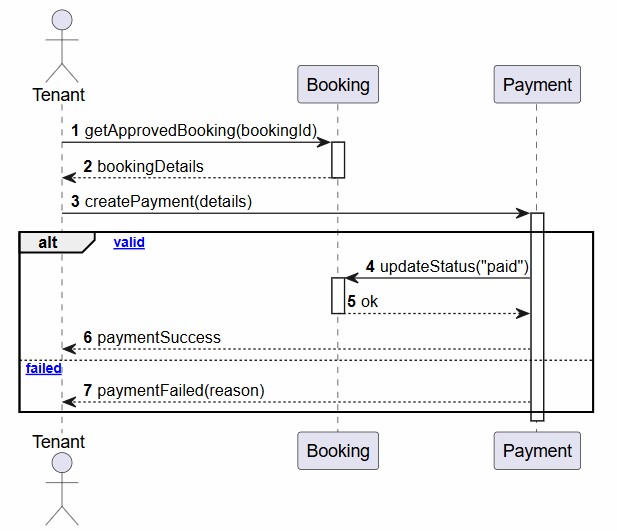 Tenant
Booking
Payment
1 getApprovedBooking(bookingId)
2 bookingDetails
3 createPayment(details)
alt
valid
4 updateStatus("paid")
5 ok
6 paymentSuccess
failed
7 paymentFailed(reason)
Tenant
Booking
Payment